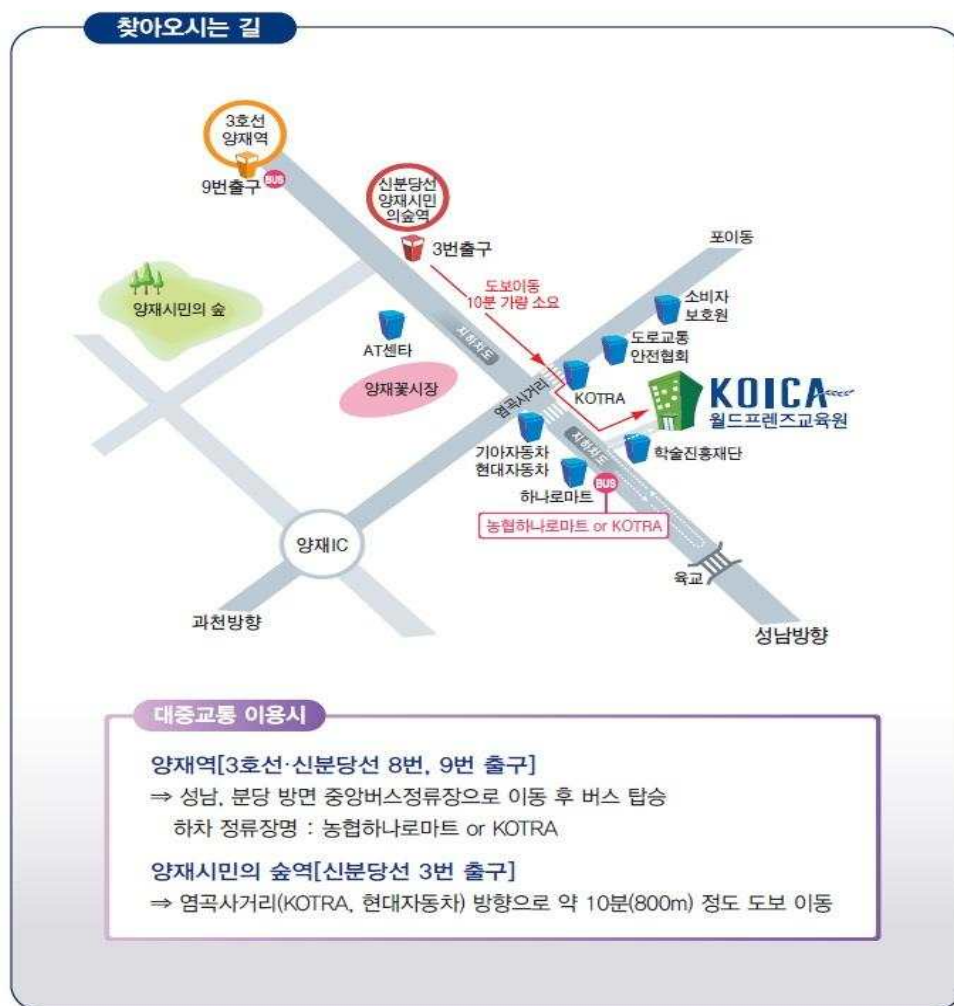 찾아오시는 길
3호선
양재역
9번출구
BUS
신분당선
양재시민
의숲역
3번출구
포이동
도보이동
10분 가량 소요
소비자
보호원
양재시민의 숲
AT센타
지하차도
도로교통
안전협회
양재꽃시장
염곡사거리
KOTRA
KOICA
월드프렌즈교육원
기아자동차
현대자동차
지하차도
학술진흥재단
하나로마트
BUS
농협하나로마트 or KOTRA
양재IC
육교
과천방향
성남방향
대중교통 이용시
양재역[3호선·신분당선 8번, 9번 출구]
⇒ 성남, 분당 방면 중앙버스정류장으로 이동 후 버스 탑승
하차 정류장명 : 농협하나로마트 or KOTRA
양재시민의 숲역[신분당선 3번 출구]
⇒ 염곡사거리(KOTRA, 현대자동차) 방향으로 약 10분(800m) 정도 도보 이동